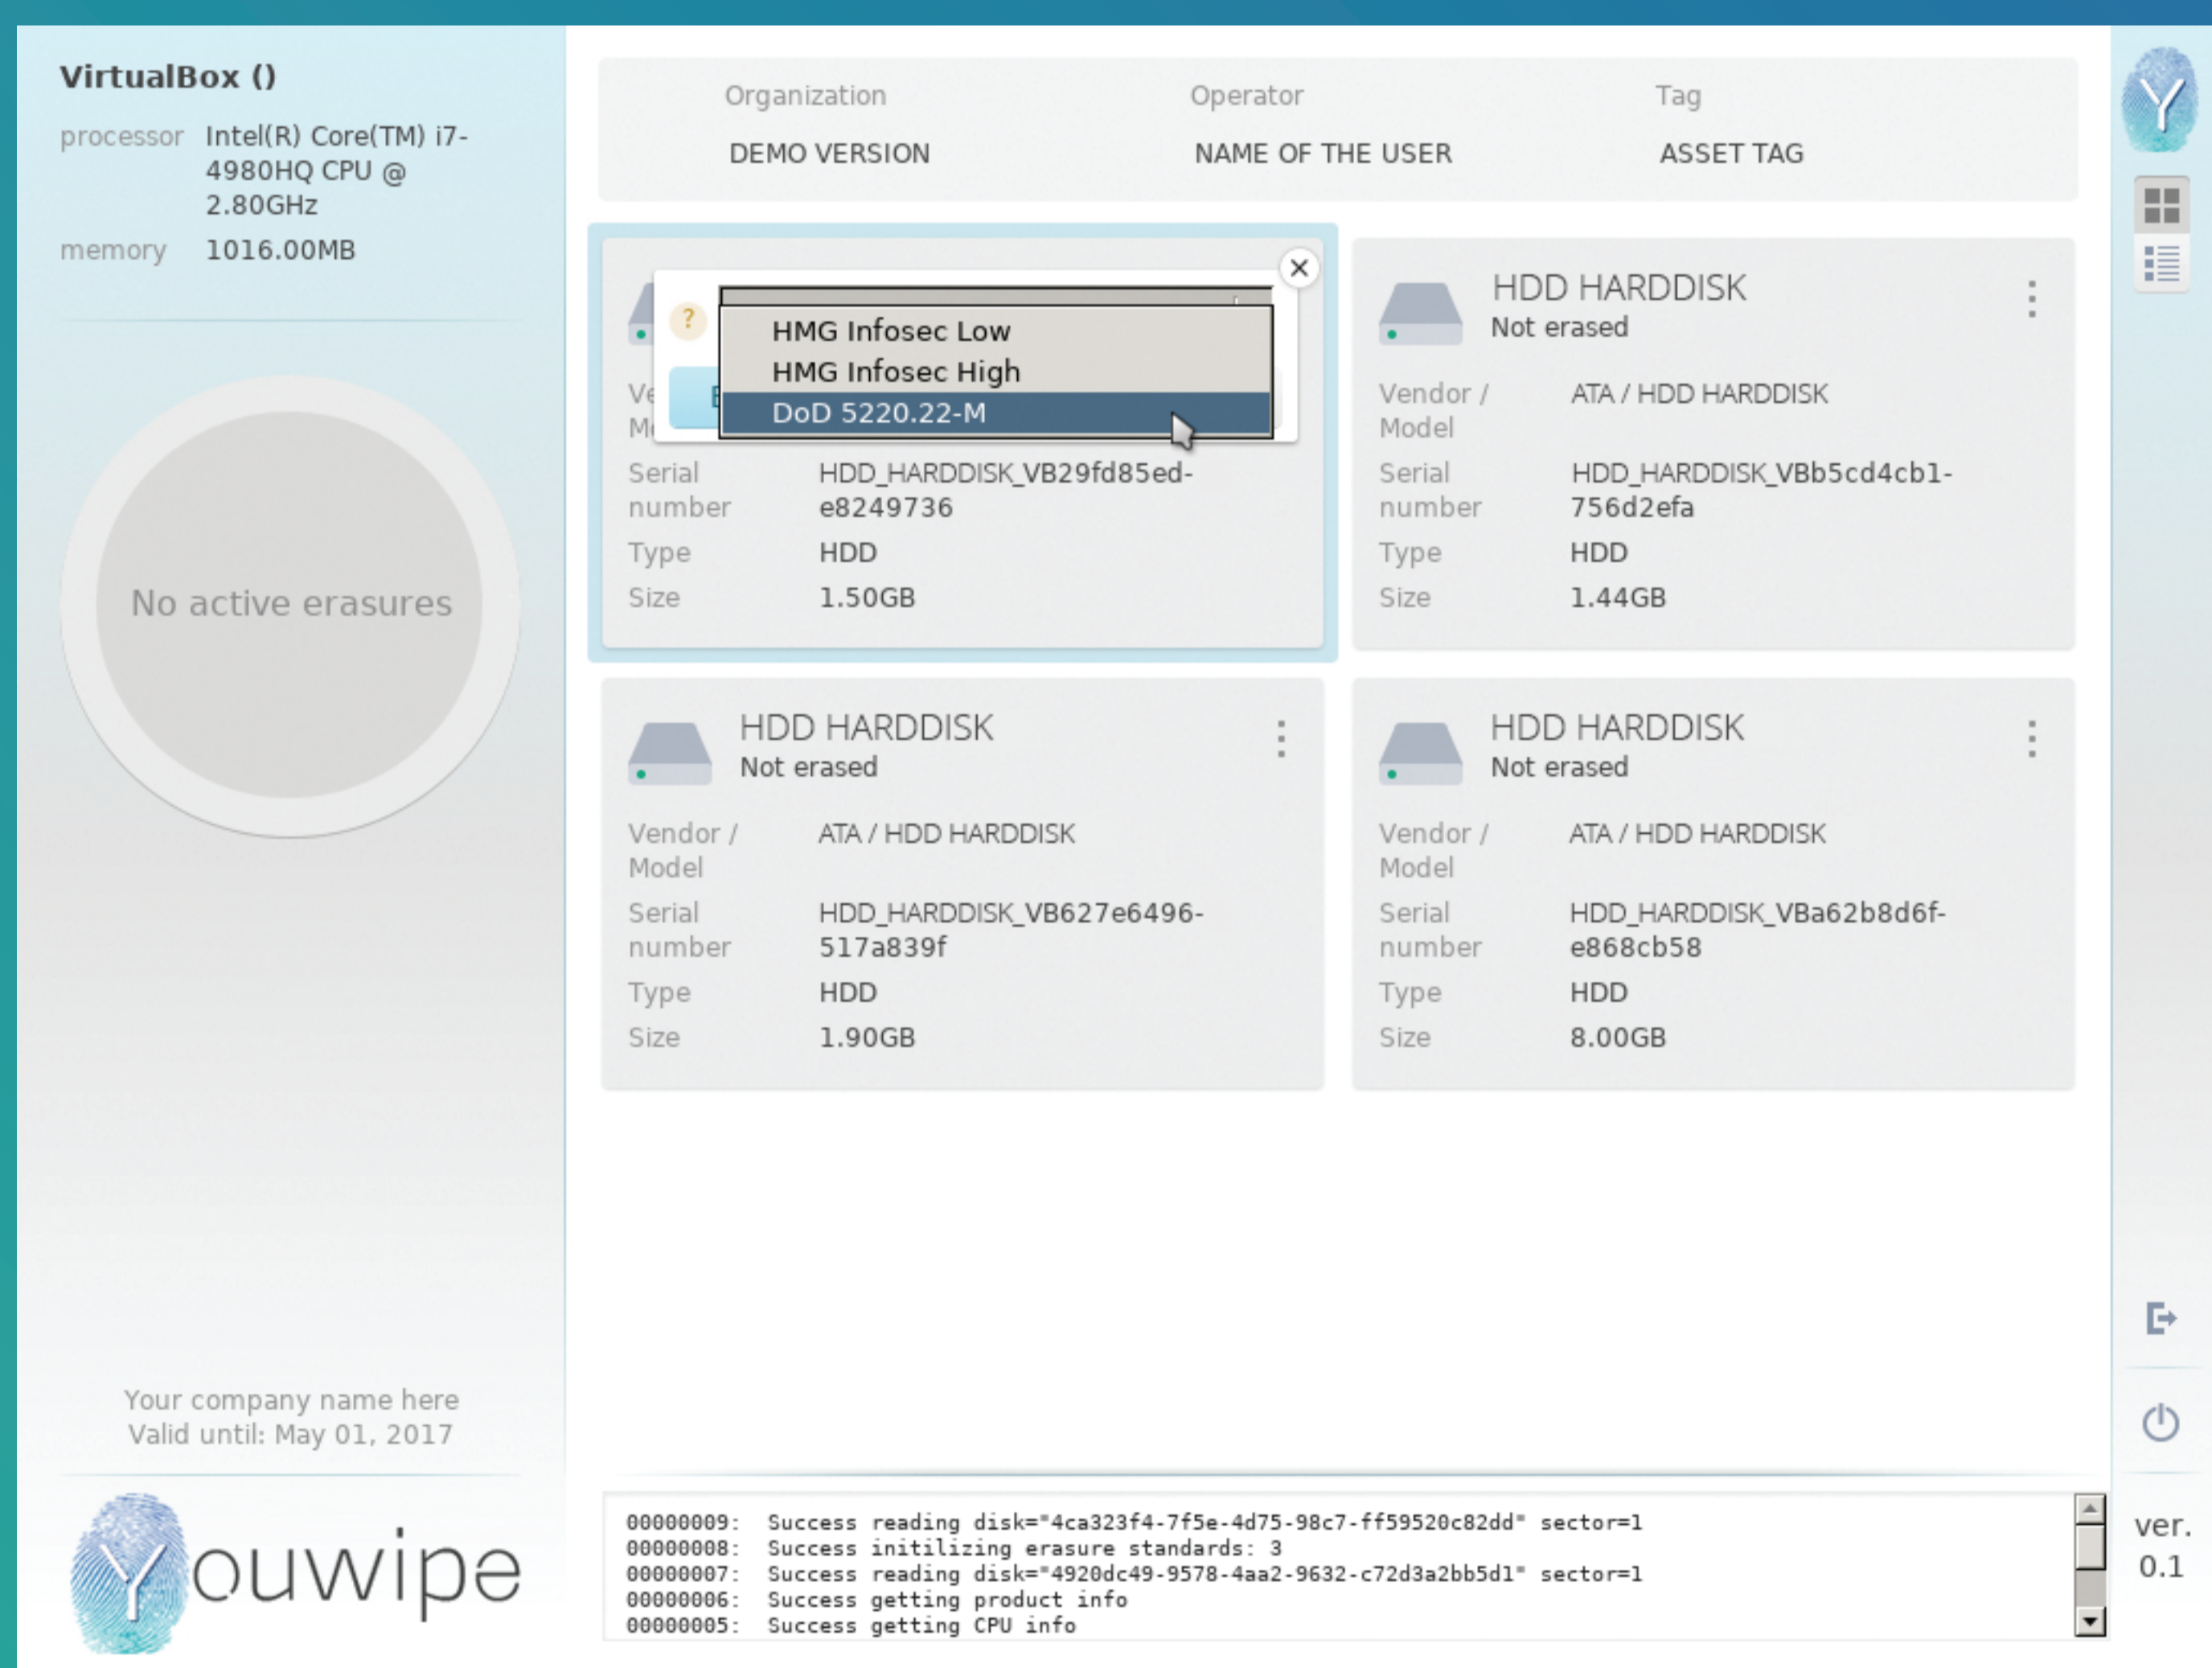 VirtualBox ()
processor Intel(R) Core(TM) i7-
4980HQ CPU @
2.80GHz
memory 1016.00MB
No active erasures
Your company name here
Valid until: May 01, 2017
Youwipe
Organization Operator Tag
DEMO VERSION NAME OF THE USER ASSET TAG
?
HMG Infosec Low
HMG Infosec High
DoD 5220.22-M
Serial HDD_HARDDISK_VB29fd85ed-
number e8249736
Type HDD
Size 1.50GB
HDD HARDDISK
Not erased
Vendor / ATA / HDD HARDDISK
Model
Serial HDD_HARDDISK_VBb5cd4cb1-
number 756d2efa
Type HDD
Size 1.44GB
HDD HARDDISK
Not erased
Vendor / ATA / HDD HARDDISK
Model
Serial HDD_HARDDISK_VB627e6496-
number 517a839f
Type HDD
Size 1.90GB
HDD HARDDISK
Not erased
Vendor / ATA / HDD HARDDISK
Model
Serial HDD_HARDDISK_VBa62b8d6f-
number e868cb58
Type HDD
Size 8.00GB
00000009: Success reading disk="4ca323f4-7f5e-4d75-98c7-ff59520c82dd" sector=1
00000008: Success initilizing erasure standards: 3
00000007: Success reading disk="4920dc49-9578-4aa2-9632-c72d3a2bb5d1" sector=1
00000006: Success getting product info
00000005: Success getting CPU info
Y
ver.
0.1